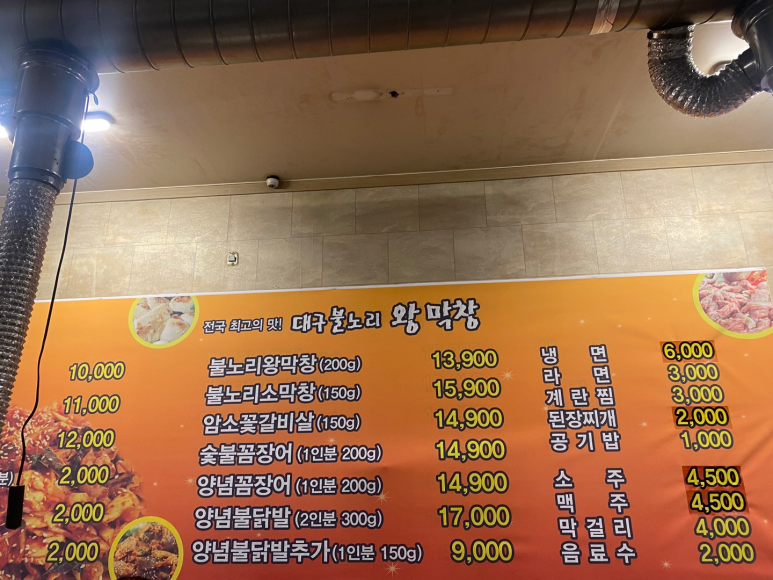 전국 최고의 맛! 대구불노리 왕막창
10,000
11,000
12,000
2,000
2,000
2,000
불노리왕막창 (200g) 13,900
불노리소막창 (150g) 15,900
암소꽃갈비살 (150g) 14,900
숯불꼼장어 (1인분 200g) 14,900
양념꼼장어 (1인분 200g) 14,900
양념불닭발 (2인분 300g) 17,000
양념불닭발추가 (1인분 150g) 9,000
냉면 6,000
라면 3,000
계란찜 3,000
된장찌개 2,000
공기밥 1,000
소주 4,500
맥주 4,500
막걸리 4,000
음료수 2,000